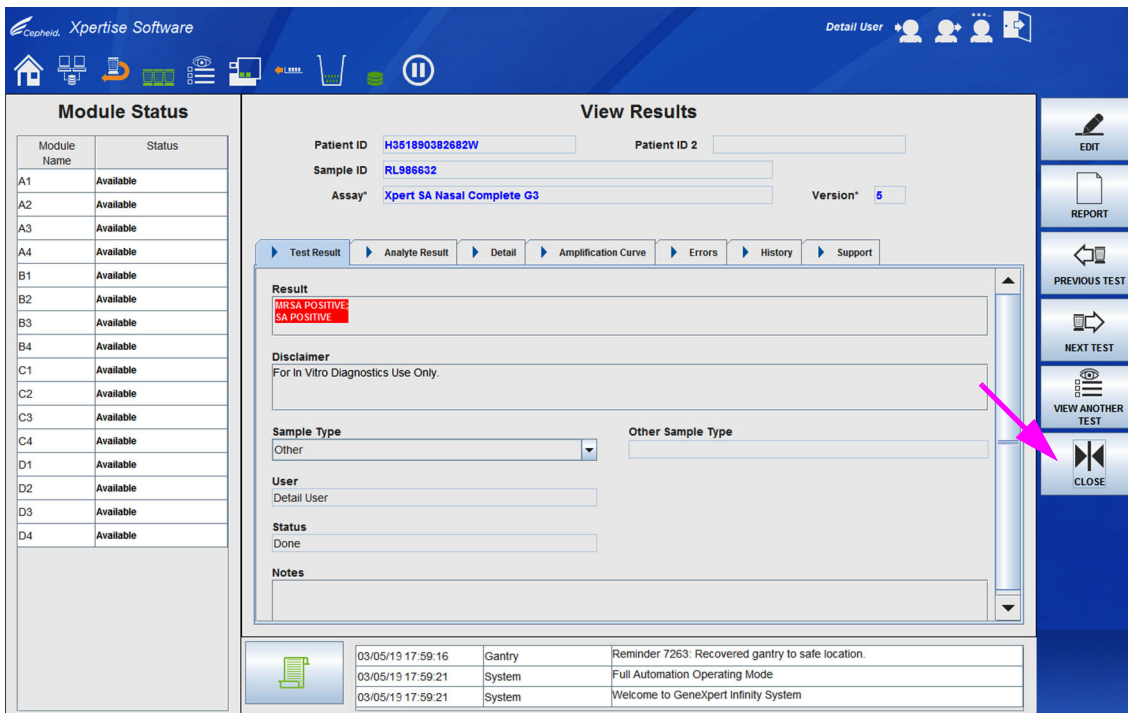 Cepheid. Xpertise Software
Detail User
Module Status
Module Name Status
A1 Available
A2 Available
A3 Available
A4 Available
B1 Available
B2 Available
B3 Available
B4 Available
C1 Available
C2 Available
C3 Available
C4 Available
D1 Available
D2 Available
D3 Available
D4 Available
View Results
Patient ID H351890382682W Patient ID 2
Sample ID RL986632
Assay* Xpert SA Nasal Complete G3 Version* 5
Test Result Analyte Result Detail Amplification Curve Errors History Support
Result
MRSA POSITIVE;
SA POSITIVE
Disclaimer
For In Vitro Diagnostics Use Only.
Sample Type Other Sample Type
Other
User
Detail User
Status
Done
Notes
03/05/19 17:59:16 Gantry Reminder 7263: Recovered gantry to safe location.
03/05/19 17:59:21 System Full Automation Operating Mode
03/05/19 17:59:21 System Welcome to GeneXpert Infinity System
EDIT
REPORT
PREVIOUS TEST
NEXT TEST
VIEW ANOTHER
TEST
CLOSE